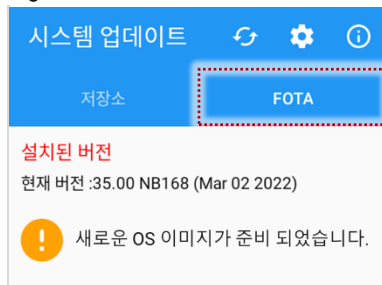 시스템 업데이트
저장소 FOTA
설치된 버전
현재 버전 :35.00 NB168 (Mar 02 2022)
새로운 OS 이미지가 준비 되었습니다.